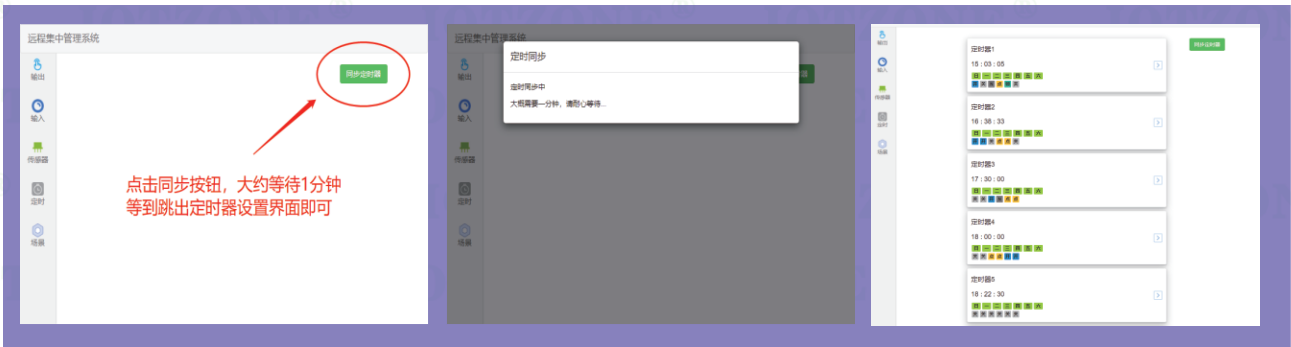 远程集中管理系统
输出
输入
传感器
定时
场景
同步定时器
点击同步按钮，大约等待1分钟
等到跳出定时器设置界面即可
远程集中管理系统
输出
输入
传感器
定时
场景
定时同步
定时同步中
大概需要一分钟，请耐心等待...
输出
输入
传感器
定时
场景
同步定时器
定时器1
15 : 03 : 05
日 一 二 三 四 五 六
定时器2
16 : 38 : 33
日 一 二 三 四 五 六
定时器3
17 : 30 : 00
日 一 二 三 四 五 六
定时器4
18 : 00 : 00
日 一 二 三 四 五 六
定时器5
18 : 22 : 30
日 一 二 三 四 五 六